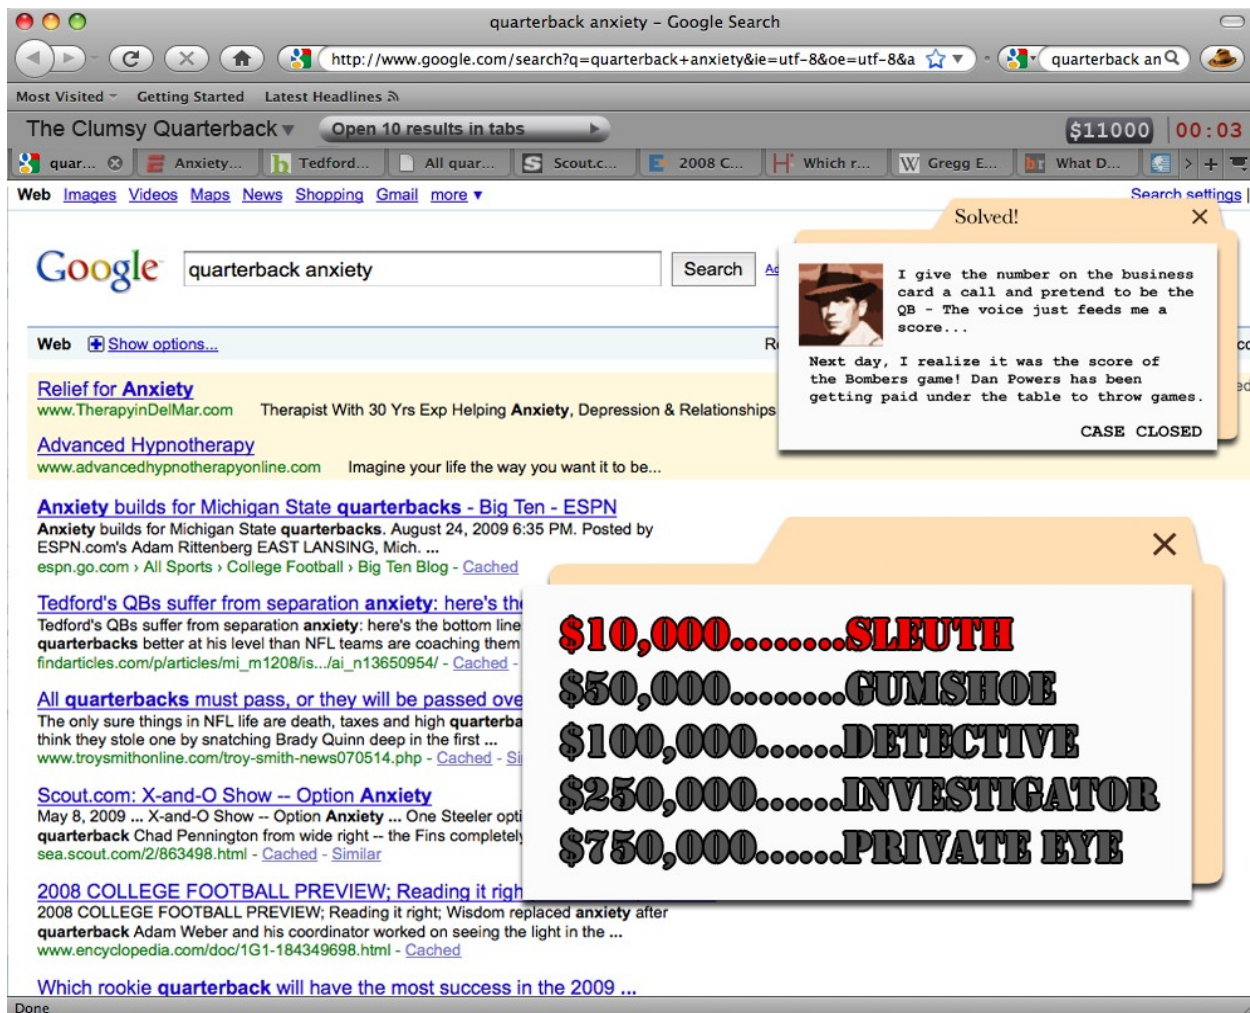 quarterback anxiety – Google Search
http://www.google.com/search?q=quarterback+anxiety&ie=utf-8&oe=utf-8&a
quarterback an
Most Visited Getting Started Latest Headlines
The Clumsy Quarterback Open 10 results in tabs $11000 00:03
quar... Anxiety... Tedford... All quar... Scout.c... 2008 C... Which r... Gregg E... What D...
Web Images Videos Maps News Shopping Gmail more ▼ Search settings |
Google quarterback anxiety Search
Web Show options...
Relief for Anxiety
www.TherapyinDelMar.com Therapist With 30 Yrs Exp Helping Anxiety, Depression & Relationships
Advanced Hypnotherapy
www.advancedhypnotherapyonline.com Imagine your life the way you want it to be...
Solved!
I give the number on the business
card a call and pretend to be the
QB - The voice just feeds me a
score...
Next day, I realize it was the score of
the Bombers game! Dan Powers has been
getting paid under the table to throw games.
CASE CLOSED
Anxiety builds for Michigan State quarterbacks - Big Ten - ESPN
Anxiety builds for Michigan State quarterbacks. August 24, 2009 6:35 PM. Posted by
ESPN.com's Adam Rittenberg EAST LANSING, Mich. ...
espn.go.com › All Sports › College Football › Big Ten Blog - Cached
Tedford's QBs suffer from separation anxiety: here's the
Tedford's QBs suffer from separation anxiety: here's the bottom line
quarterbacks better at his level than NFL teams are coaching them
findarticles.com/p/articles/mi_m1208/is.../ai_n13650954/ - Cached -
All quarterbacks must pass, or they will be passed ove
The only sure things in NFL life are death, taxes and high quarterba
think they stole one by snatching Brady Quinn deep in the first ...
www.troysmithonline.com/troy-smith-news070514.php - Cached - Si
Scout.com: X-and-O Show -- Option Anxiety
May 8, 2009 ... X-and-O Show -- Option Anxiety ... One Steeler opti
quarterback Chad Pennington from wide right -- the Fins completely
sea.scout.com/2/863498.html - Cached - Similar
2008 COLLEGE FOOTBALL PREVIEW; Reading it righ
2008 COLLEGE FOOTBALL PREVIEW; Reading it right; Wisdom replaced anxiety after
quarterback Adam Weber and his coordinator worked on seeing the light in the ...
www.encyclopedia.com/doc/1G1-184349698.html - Cached
Which rookie quarterback will have the most success in the 2009 ...
$10,000........SLEUTH
$50,000........GUMSHOE
$100,000......DETECTIVE
$250,000......INVESTIGATOR
$750,000......PRIVATE EYE
Done